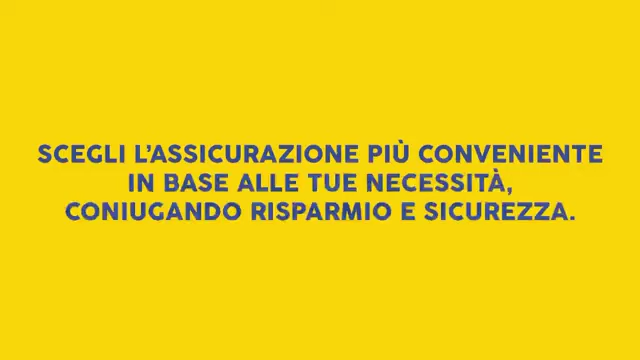 SCEGLI L'ASSICURAZIONE PIÙ CONVENIENTE
IN BASE ALLE TUE NECESSITÀ,
CONIUGANDO RISPARMIO E SICUREZZA.